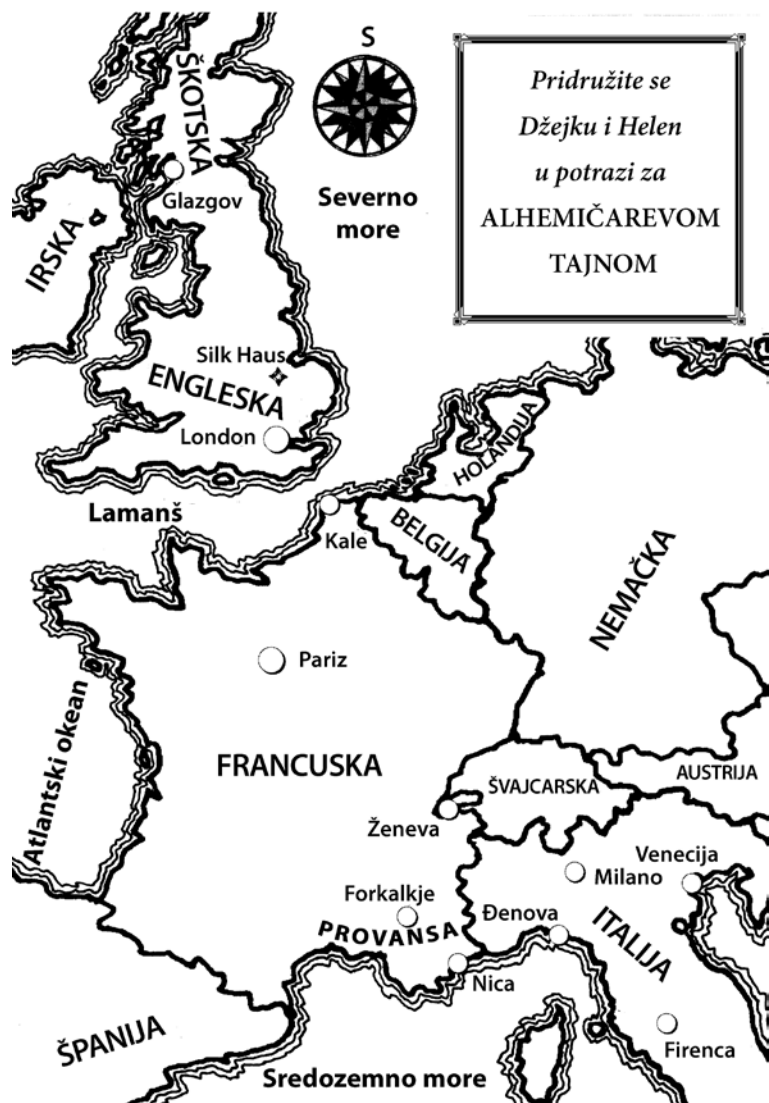 S
Pridružite se
Džejku i Helen
u potrazi za
ALHEMIČAREVOM
TAJNOM
ŠKOTSKA
Glazgov
Severno
more
IRSKA
Silk Haus
ENGLESKA
London
HOLANDIJA
Lamanš
Kale
BELGIJA
NEMAČKA
Pariz
Atlantski okean
FRANCUSKA
ŠVAJCARSKA
AUSTRIJA
Ženeva
Venecija
Milano
Forkalkje
PROVANSA
Đenova
ITALIJA
Nica
ŠPANIJA
Firenca
Sredozemno more